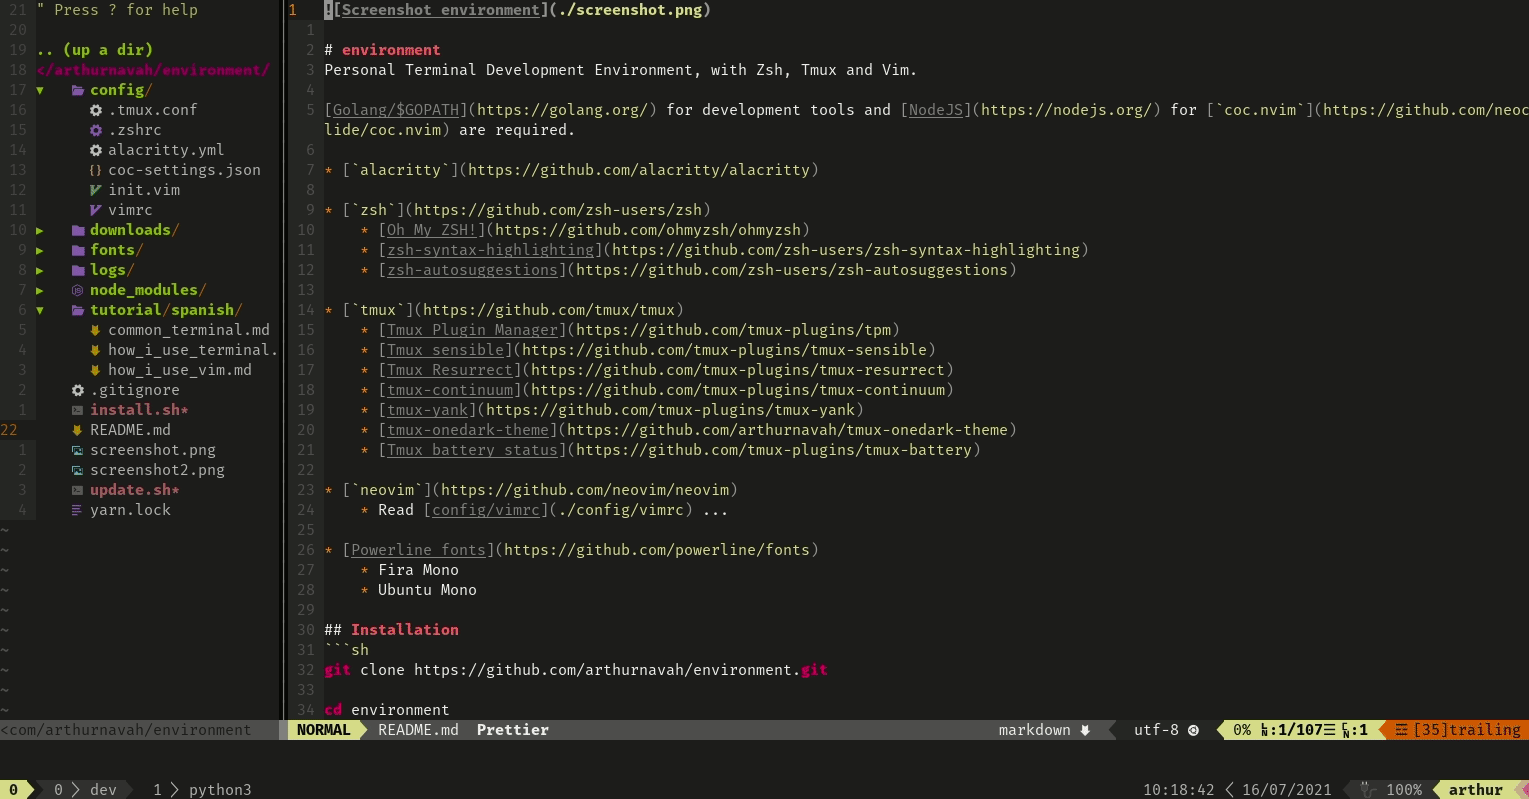 21 " Press ? for help
20
19 .. (up a dir)
18 </arthurnavah/environment/
17 ▼ config/
16 .tmux.conf
15 .zshrc
14 alacritty.yml
13 {} coc-settings.json
12 init.vim
11 vimrc
10 ▶ downloads/
9 ▶ fonts/
8 ▶ logs/
7 ▶ node_modules/
6 ▼ tutorial/spanish/
5 common_terminal.md
4 how_i_use_terminal.
3 how_i_use_vim.md
2 .gitignore
1 install.sh*
22 README.md
1 screenshot.png
2 screenshot2.png
3 update.sh*
4 yarn.lock
~
~
~
~
~
~
~
~
~
~
1 ![Screenshot environment](./screenshot.png)
1
2 # environment
3 Personal Terminal Development Environment, with Zsh, Tmux and Vim.
4
5 [Golang/$GOPATH](https://golang.org/) for development tools and [NodeJS](https://nodejs.org/) for [`coc.nvim`](https://github.com/neoc
lide/coc.nvim) are required.
6
7 * [`alacritty`](https://github.com/alacritty/alacritty)
8
9 * [`zsh`](https://github.com/zsh-users/zsh)
10 * [Oh My ZSH!](https://github.com/ohmyzsh/ohmyzsh)
11 * [zsh-syntax-highlighting](https://github.com/zsh-users/zsh-syntax-highlighting)
12 * [zsh-autosuggestions](https://github.com/zsh-users/zsh-autosuggestions)
13
14 * [`tmux`](https://github.com/tmux/tmux)
15 * [Tmux Plugin Manager](https://github.com/tmux-plugins/tpm)
16 * [Tmux sensible](https://github.com/tmux-plugins/tmux-sensible)
17 * [Tmux Resurrect](https://github.com/tmux-plugins/tmux-resurrect)
18 * [tmux-continuum](https://github.com/tmux-plugins/tmux-continuum)
19 * [tmux-yank](https://github.com/tmux-plugins/tmux-yank)
20 * [tmux-onedark-theme](https://github.com/arthurnavah/tmux-onedark-theme)
21 * [Tmux battery status](https://github.com/tmux-plugins/tmux-battery)
22
23 * [`neovim`](https://github.com/neovim/neovim)
24 * Read [config/vimrc](./config/vimrc) ...
25
26 * [Powerline fonts](https://github.com/powerline/fonts)
27 * Fira Mono
28 * Ubuntu Mono
29
30 ## Installation
31 ```sh
32 git clone https://github.com/arthurnavah/environment.git
33
34 cd environment
<com/arthurnavah/environment
NORMAL README.md Prettier markdown utf-8 0% ㏑:1/107☰ ℅:1 ☲ [35]trailing
0 0 dev 1 python3 10:18:42 16/07/2021 100% arthur